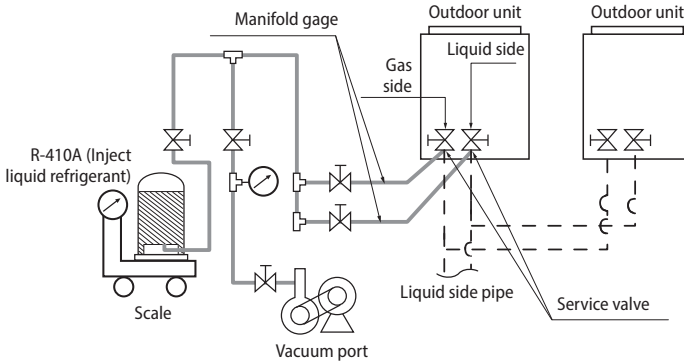 Outdoor unit
Outdoor unit
Manifold gage
Liquid side
Gas
side
R-410A (Inject
liquid refrigerant)
Liquid side pipe
Service valve
Scale
Vacuum port